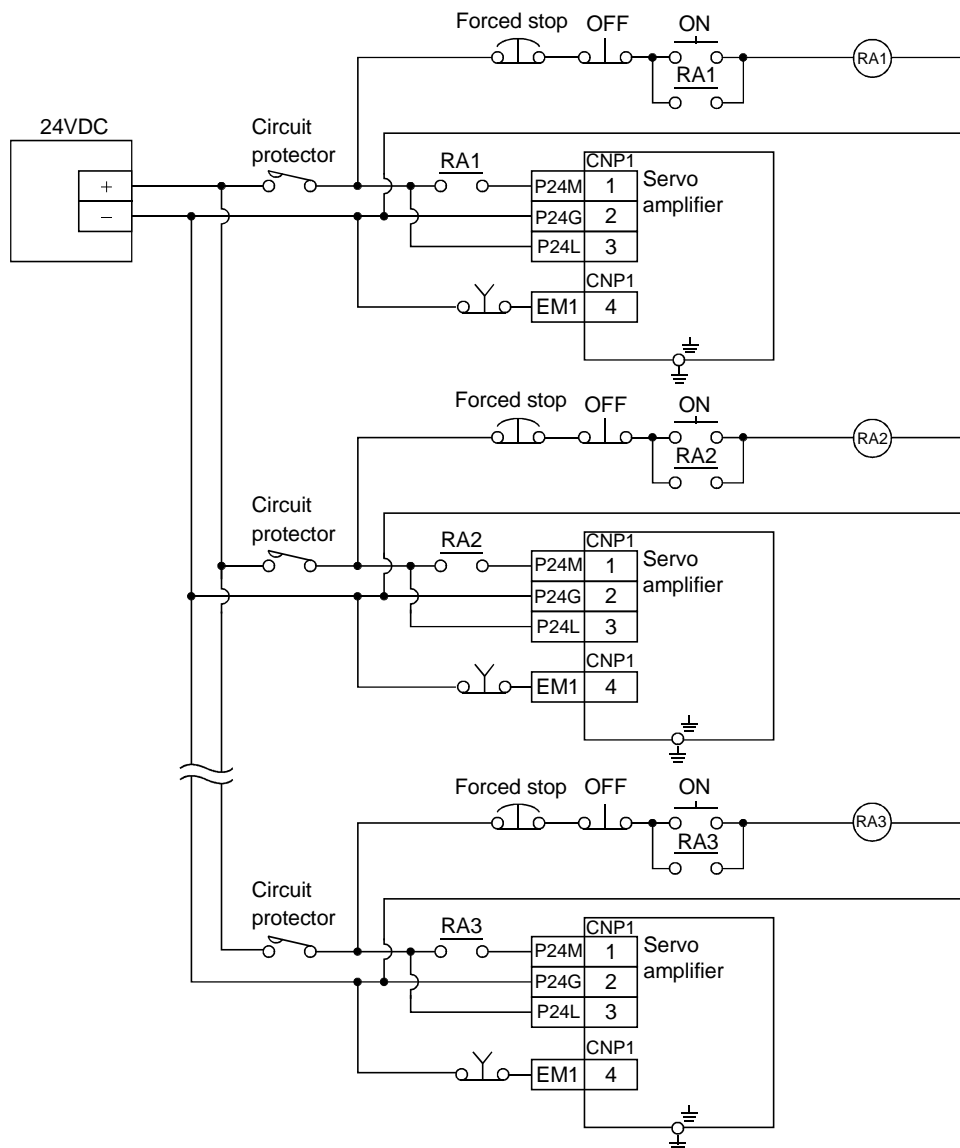 Forced stop OFF ON
RA1
RA1
24VDC
Circuit
protector
+
−
RA1
CNP1
P24M 1
P24G 2
P24L 3
Servo
amplifier
CNP1
EM1 4
Forced stop OFF ON
RA2
RA2
Circuit
protector
RA2
CNP1
P24M 1
P24G 2
P24L 3
Servo
amplifier
CNP1
EM1 4
Forced stop OFF ON
RA3
RA3
Circuit
protector
RA3
CNP1
P24M 1
P24G 2
P24L 3
Servo
amplifier
CNP1
EM1 4